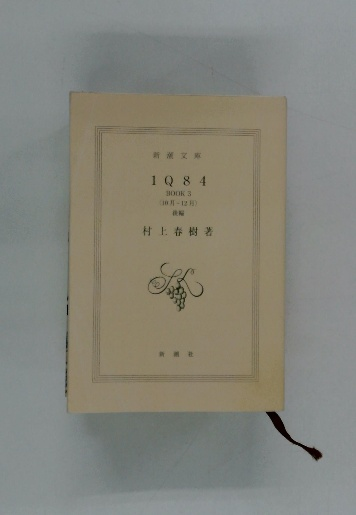 新潮文庫
1Q84
BOOK 3
〈10月−12月〉
後編
村上春樹著
新潮社